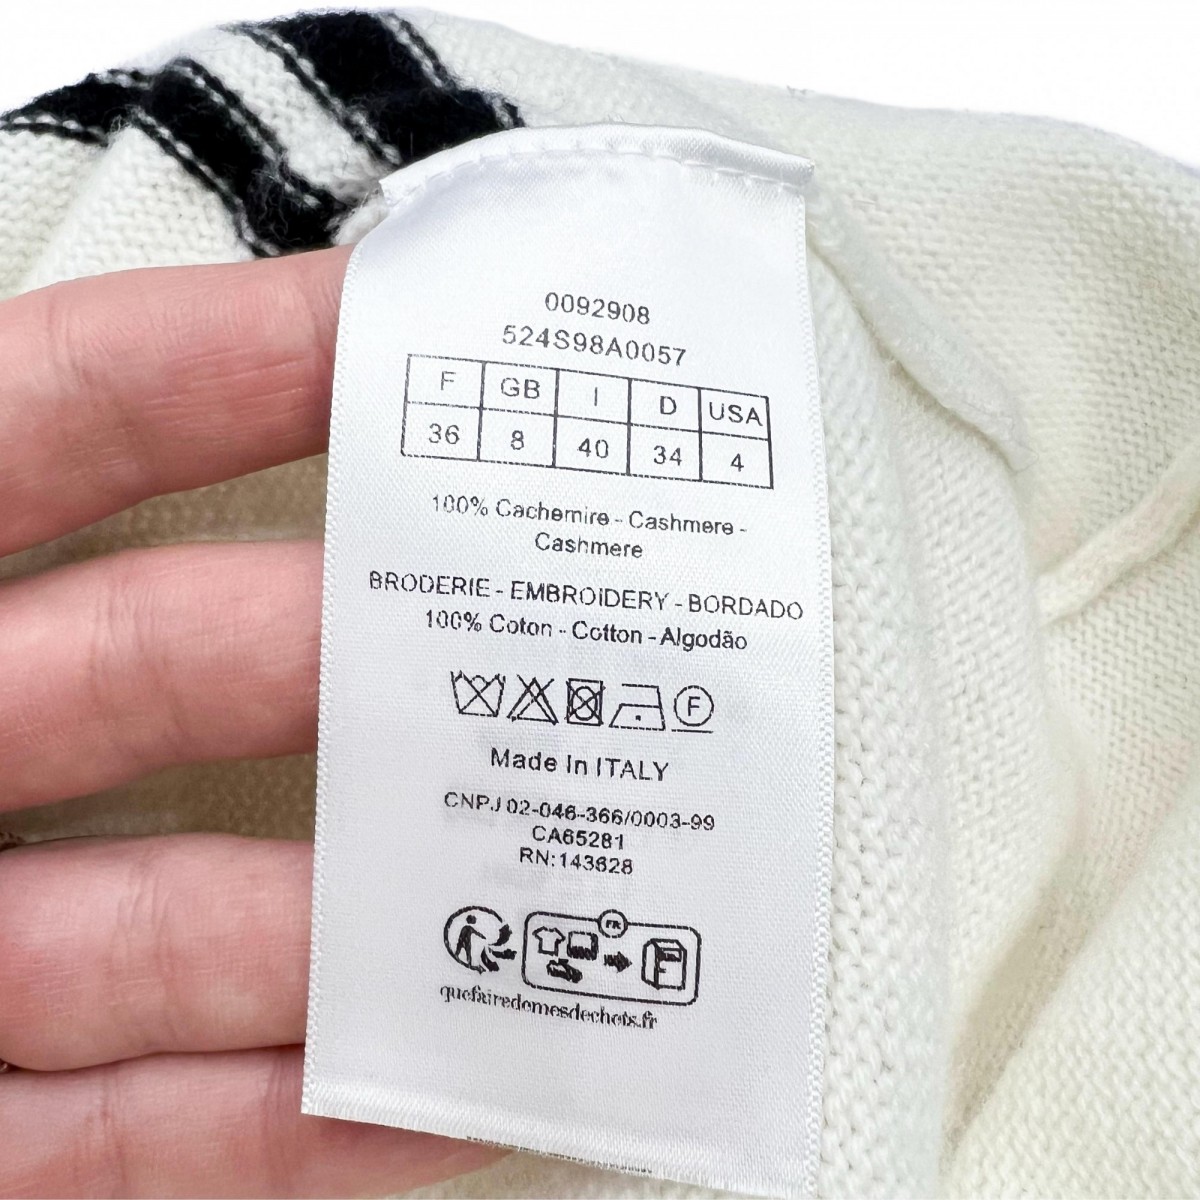 0092908
524S98A0057
F GB I D USA
36 8 40 34 4
100% Cachemire - Cashmere -
Cashmere
BRODERIE - EMBROIDERY - BORDADO
100% Coton - Cotton - Algodão
F
Made In ITALY
CNPJ 02-046-366/0003-99
CA65281
RN:143628
FR
quefairedemesdechets.fr